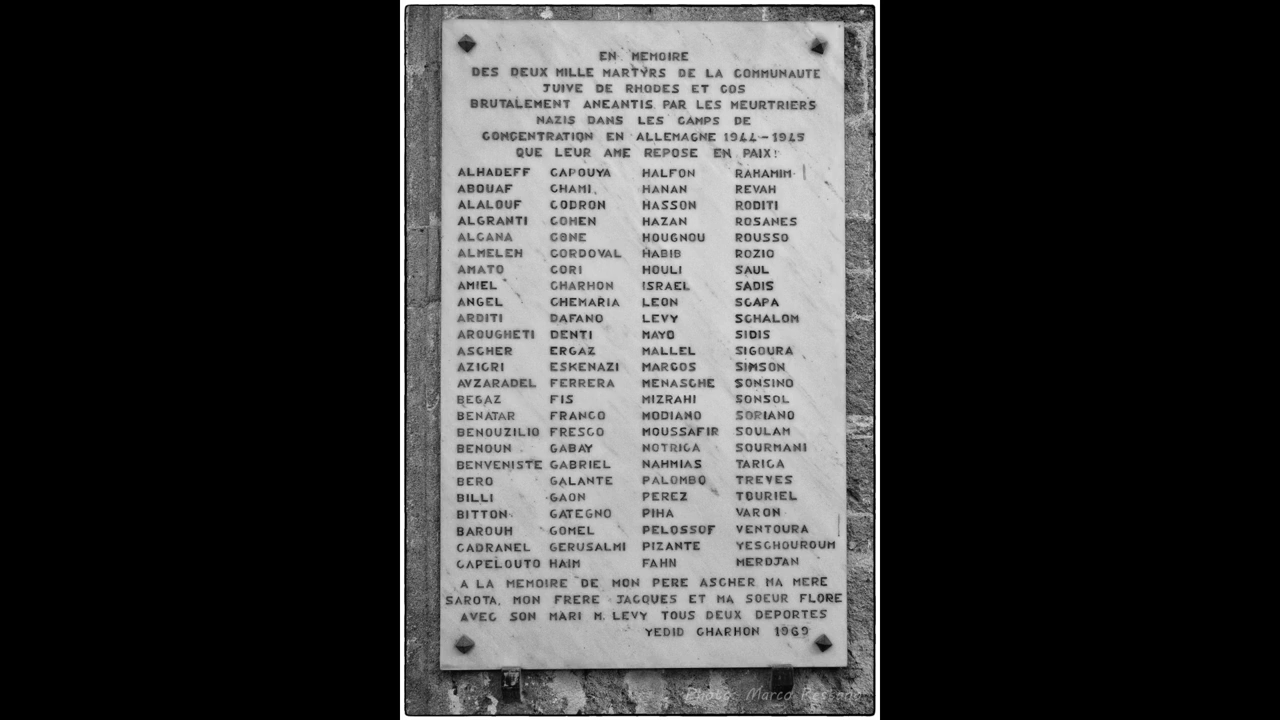 EN MEMOIRE
DES DEUX MILLE MARTYRS DE LA COMMUNAUTE
JUIVE DE RHODES ET COS
BRUTALEMENT ANEANTIS PAR LES MEURTRIERS
NAZIS DANS LES CAMPS DE
CONCENTRATION EN ALLEMAGNE 1944-1945
QUE LEUR AME REPOSE EN PAIX!
ALHADEFF CAPOUYA HALFON RAHAMIM
ABOUAF CHAMI HANAN REVAH
ALALOUF CODRON HASSON RODITI
ALGRANTI COHEN HAZAN ROSANES
ALCANA CONE HOUGNOU ROUSSO
ALMELEH CORDOVAL HABIB ROZIO
AMATO CORI HOULI SAUL
AMIEL CHARHON ISRAEL SADIS
ANGEL CHEMARIA LEON SCAPA
ARDITI DAFANO LEVY SCHALOM
AROUGHETI DENTI MAYO SIDIS
ASCHER ERGAZ MALLEL SIGOURA
AZICRI ESKENAZI MARCOS SIMSON
AVZARADEL FERRERA MENASCHE SONSINO
BEGAZ FIS MIZRAHI SONSOL
BENATAR FRANCO MODIANO SORIANO
BENOUZILIO FRESCO MOUSSAFIR SOULAM
BENOUN GABAY NOTRICA SOURMANI
BENVENISTE GABRIEL NAHMIAS TARICA
BERO GALANTE PALOMBO TREVES
BILLI GAON PEREZ TOURIEL
BITTON GATEGNO PIHA VARON
BAROUH GOMEL PELOSSOF VENTOURA
CADRANEL GERUSALMI PIZANTE YESCHOUROUM
CAPELOUTO HAIM FAHN MERDJAN
A LA MEMOIRE DE MON PERE ASCHER MA MERE
SAROTA, MON FRERE JACQUES ET MA SOEUR FLORE
AVEC SON MARI M. LEVY TOUS DEUX DEPORTES
YEDID CHARHON 1969
Photo: Marco Restano